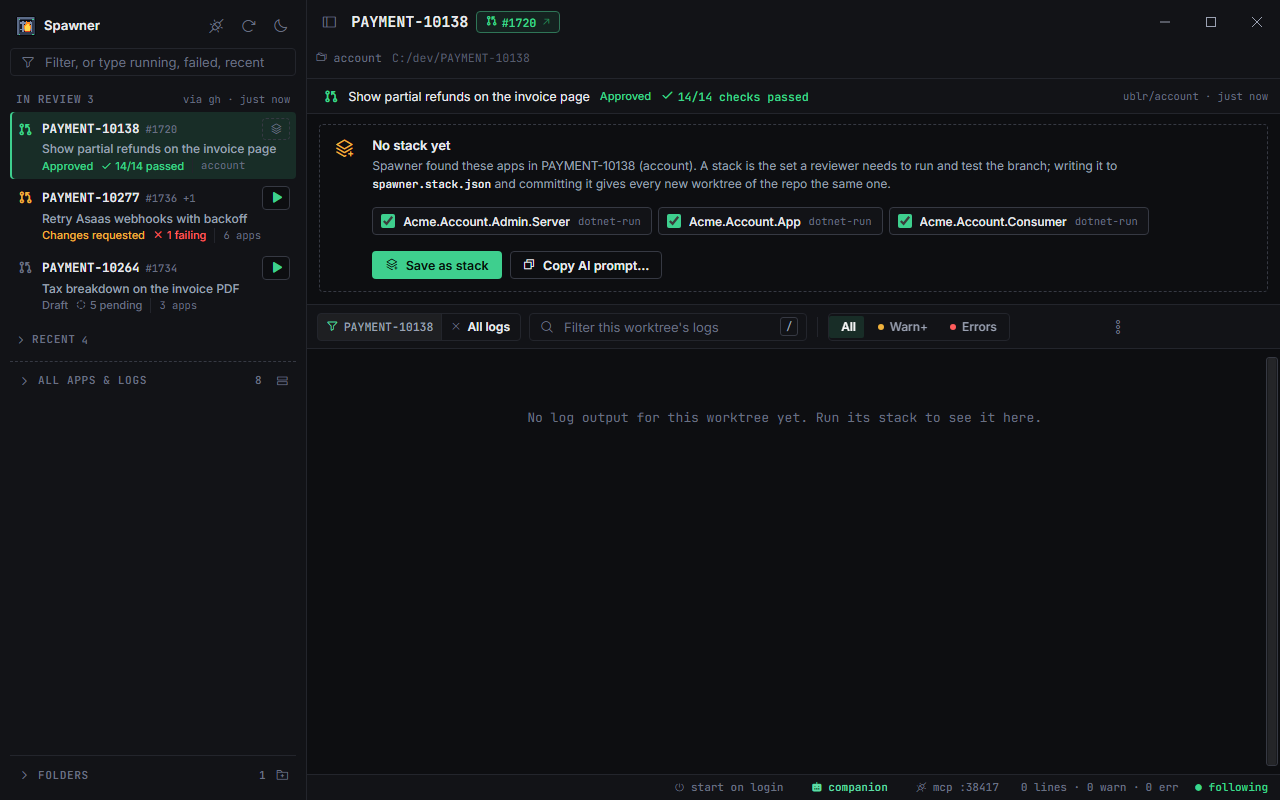 Spawner
Filter, or type running, failed, recent
IN REVIEW 3 via gh · just now
PAYMENT-10138 #1720
Show partial refunds on the invoice page
Approved 14/14 passed account
PAYMENT-10277 #1736 +1
Retry Asaas webhooks with backoff
Changes requested 1 failing 6 apps
PAYMENT-10264 #1734
Tax breakdown on the invoice PDF
Draft 5 pending 3 apps
RECENT 4
ALL APPS & LOGS 8
FOLDERS 1
PAYMENT-10138 #1720
account C:/dev/PAYMENT-10138
Show partial refunds on the invoice page Approved 14/14 checks passed ublr/account · just now
No stack yet
Spawner found these apps in PAYMENT-10138 (account). A stack is the set a reviewer needs to run and test the branch; writing it to
spawner.stack.json and committing it gives every new worktree of the repo the same one.
Acme.Account.Admin.Server dotnet-run Acme.Account.App dotnet-run Acme.Account.Consumer dotnet-run
Save as stack Copy AI prompt...
PAYMENT-10138 All logs Filter this worktree's logs / All Warn+ Errors
No log output for this worktree yet. Run its stack to see it here.
start on login companion mcp :38417 0 lines · 0 warn · 0 err following